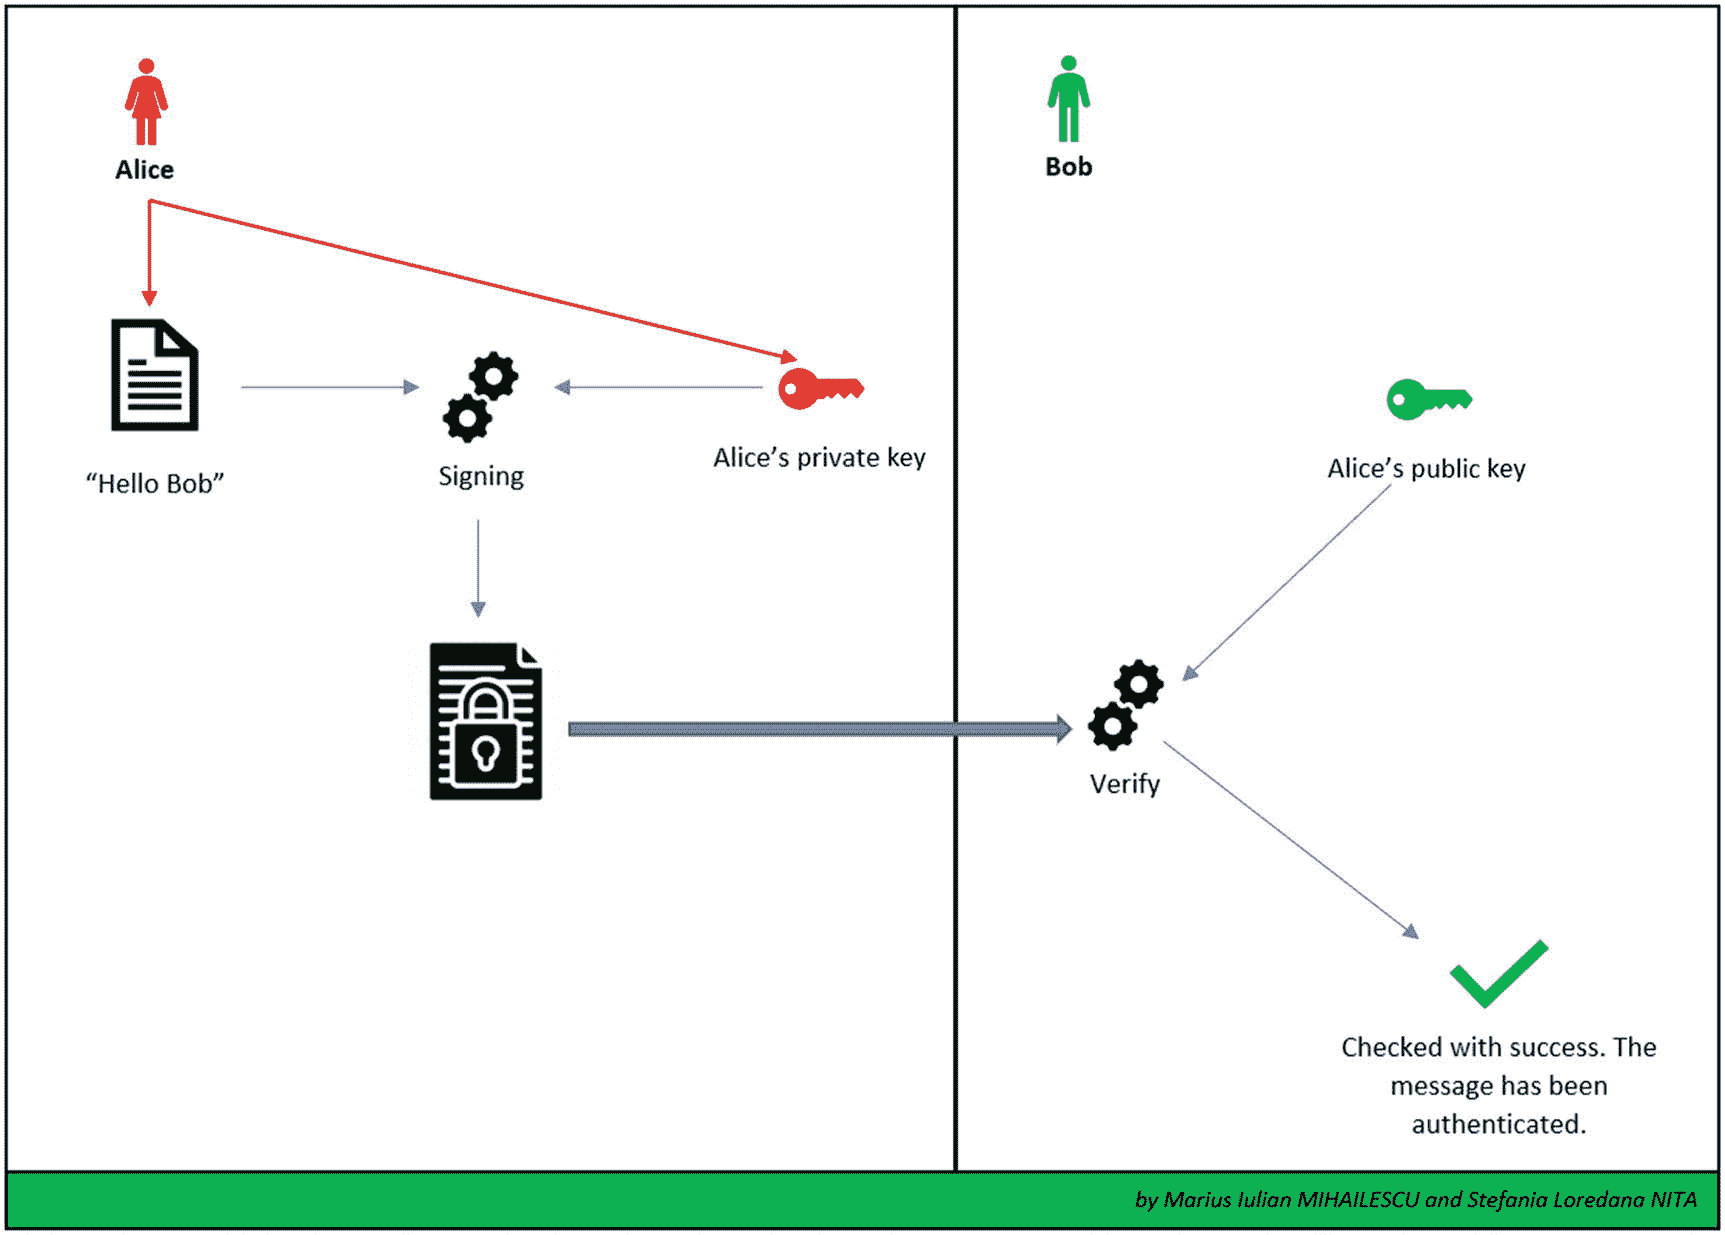 Alice
Bob
“Hello Bob”
Signing
Alice’s private key
Alice’s public key
Verify
Checked with success. The
message has been
authenticated.
by Marius Iulian MIHAILESCU and Stefania Loredana NITA